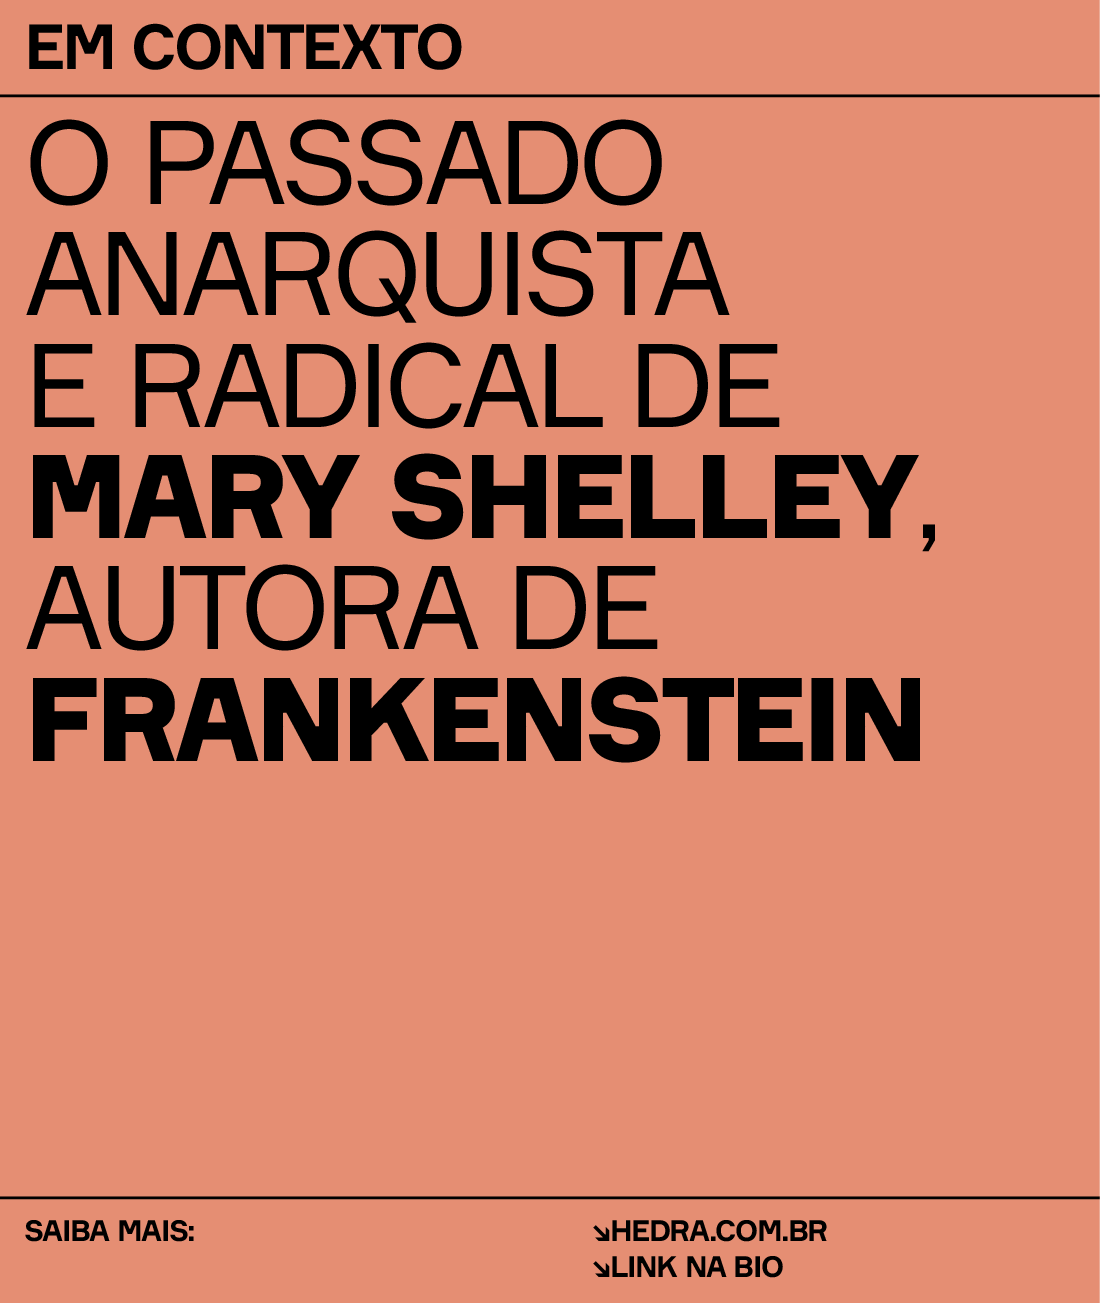 EM CONTEXTO
O PASSADO
ANARQUISTA
E RADICAL DE
MARY SHELLEY,
AUTORA DE
FRANKENSTEIN
SAIBA MAIS:
↘HEDRA.COM.BR
↘LINK NA BIO